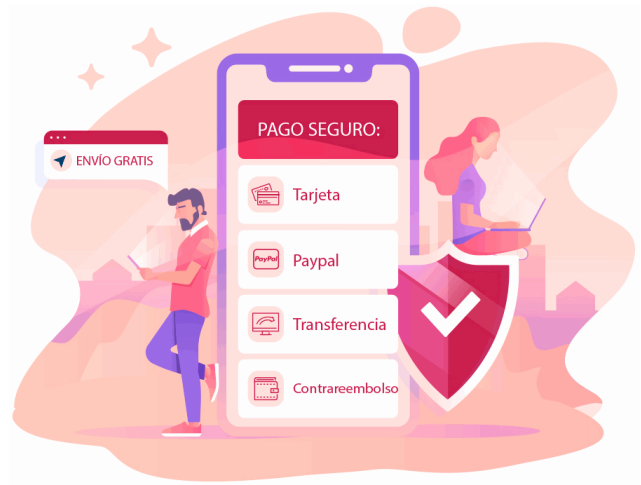 PAGO SEGURO:
ENVÍO GRATIS
Tarjeta
PayPal
Paypal
Transferencia
Contrareembolso